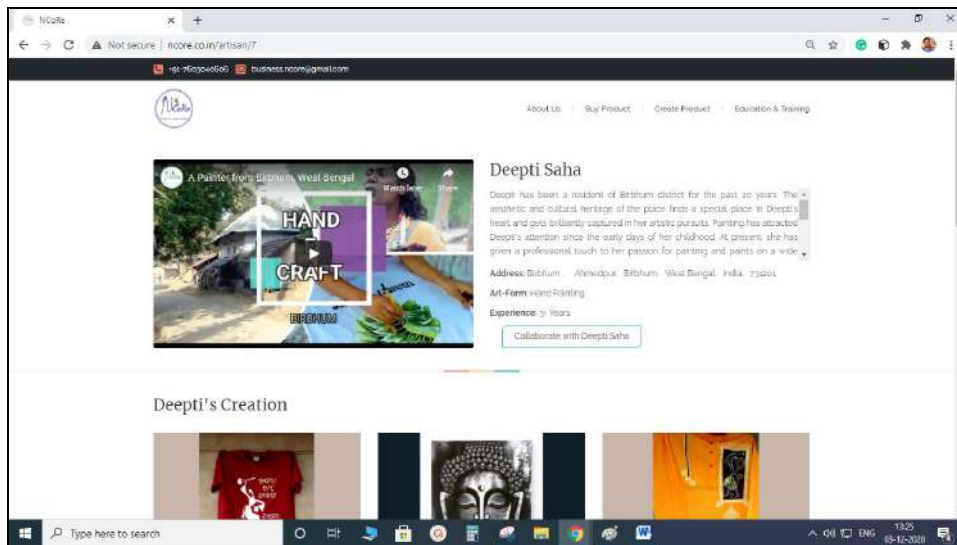 NCoRe
Not secure | ncore.co.in/artisan/7
business.ncore@gmail.com
NCoRe
About Us
Buy Product
Create Product
Education & Training
A Painter from Birbhum, West Bengal
Watch later
Share
HAND
CRAFT
BIRBHUM
Deepti Saha
Deepti has been a resident of Birbhum district for the past 20 years. The
aesthetic and cultural heritage of the place finds a special place in Deepti's
heart and gets brilliantly captured in her artistic pursuits. Painting has attracted
Deepti's attention since the early days of her childhood. At present, she has
given a professional touch to her passion for painting and paints on a wide
Address: Birbhum , Ahmedpur, Birbhum, West Bengal, India, 731201
Art-Form: Hand Painting
Experience: 3+ Years
Collaborate with Deepti Saha
Deepti's Creation
Type here to search
ENG
13:25
03-12-2020